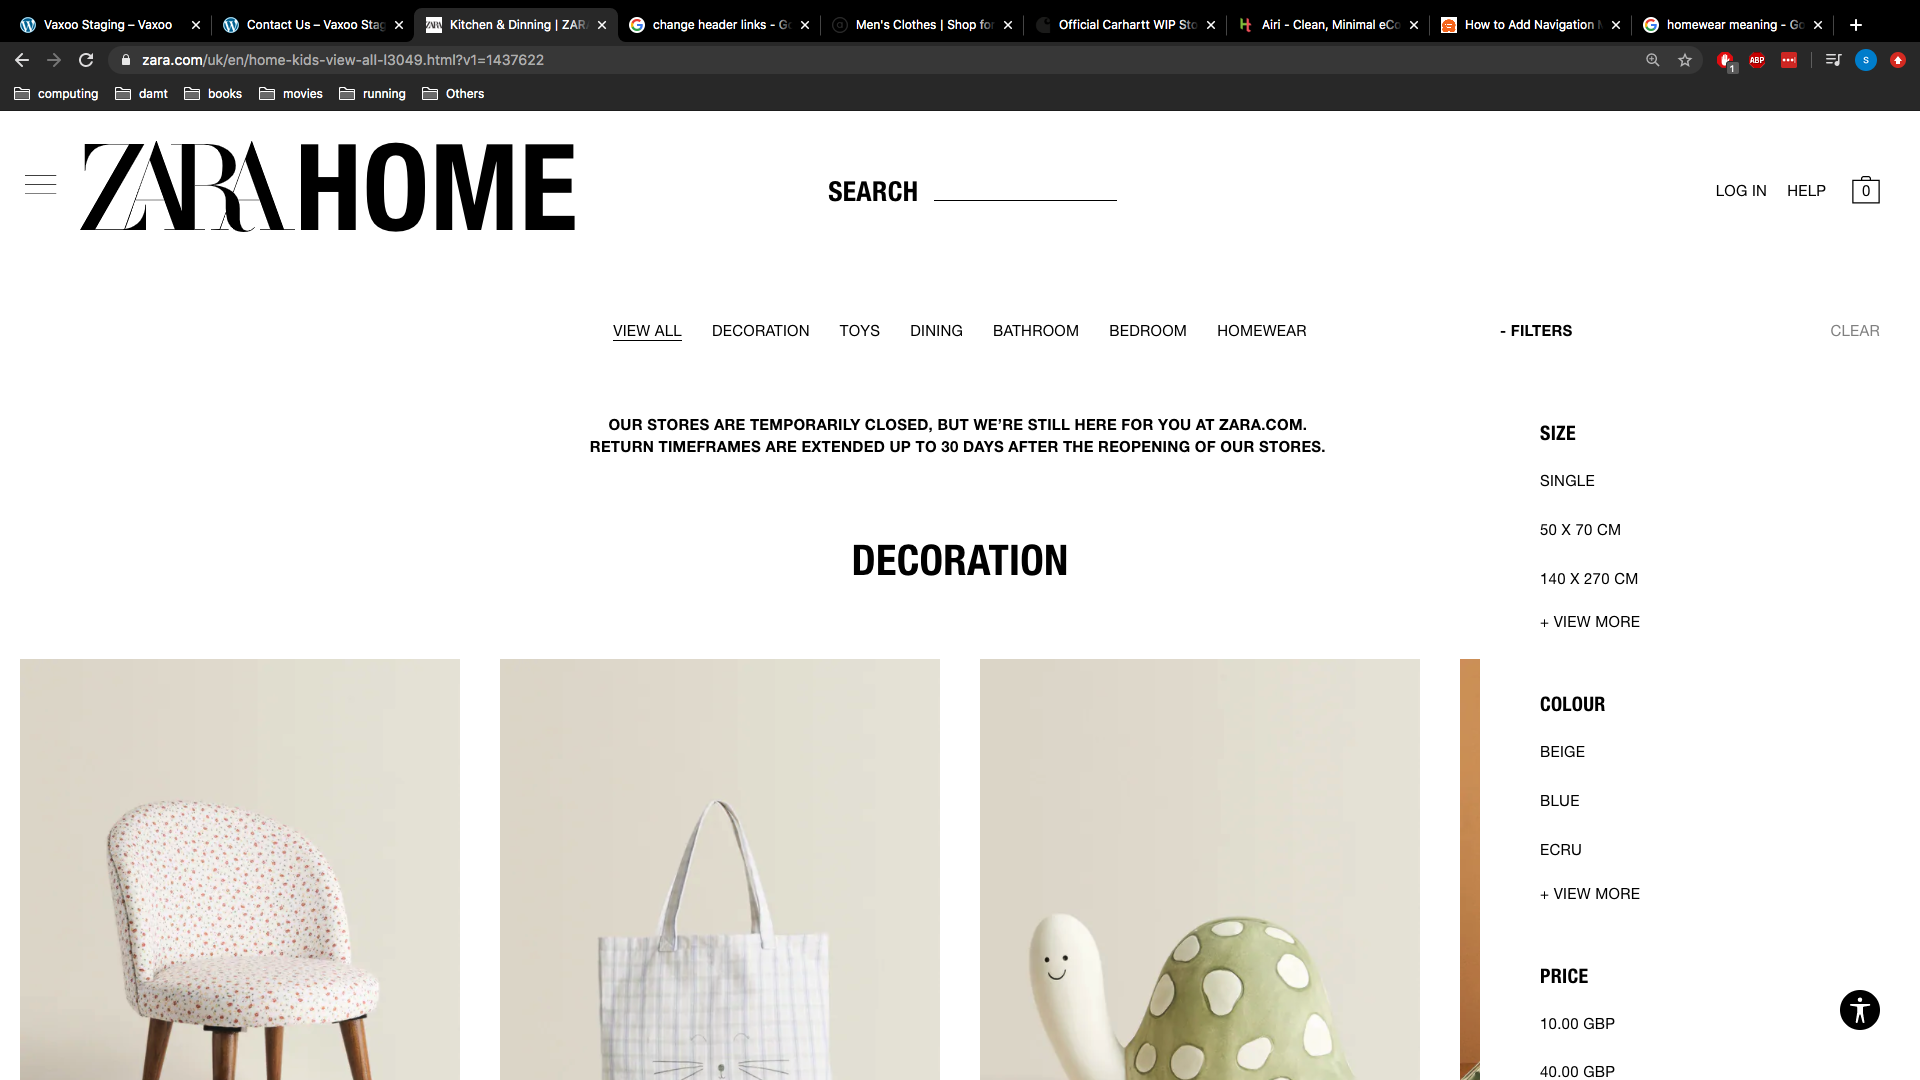 Vaxoo Staging – Vaxoo
Contact Us – Vaxoo Stag
Kitchen & Dinning | ZARA
change header links - Go
Men's Clothes | Shop for
Official Carhartt WIP Sto
Airi - Clean, Minimal eCo
How to Add Navigation
homewear meaning - Go
zara.com/uk/en/home-kids-view-all-l3049.html?v1=1437622
1
ABP
S
computing
damt
books
movies
running
Others
ZARA HOME
SEARCH
LOG IN
HELP
0
VIEW ALL
DECORATION
TOYS
DINING
BATHROOM
BEDROOM
HOMEWEAR
- FILTERS
CLEAR
OUR STORES ARE TEMPORARILY CLOSED, BUT WE’RE STILL HERE FOR YOU AT ZARA.COM.
RETURN TIMEFRAMES ARE EXTENDED UP TO 30 DAYS AFTER THE REOPENING OF OUR STORES.
DECORATION
SIZE
SINGLE
50 X 70 CM
140 X 270 CM
+ VIEW MORE
COLOUR
BEIGE
BLUE
ECRU
+ VIEW MORE
PRICE
10.00 GBP
40.00 GBP